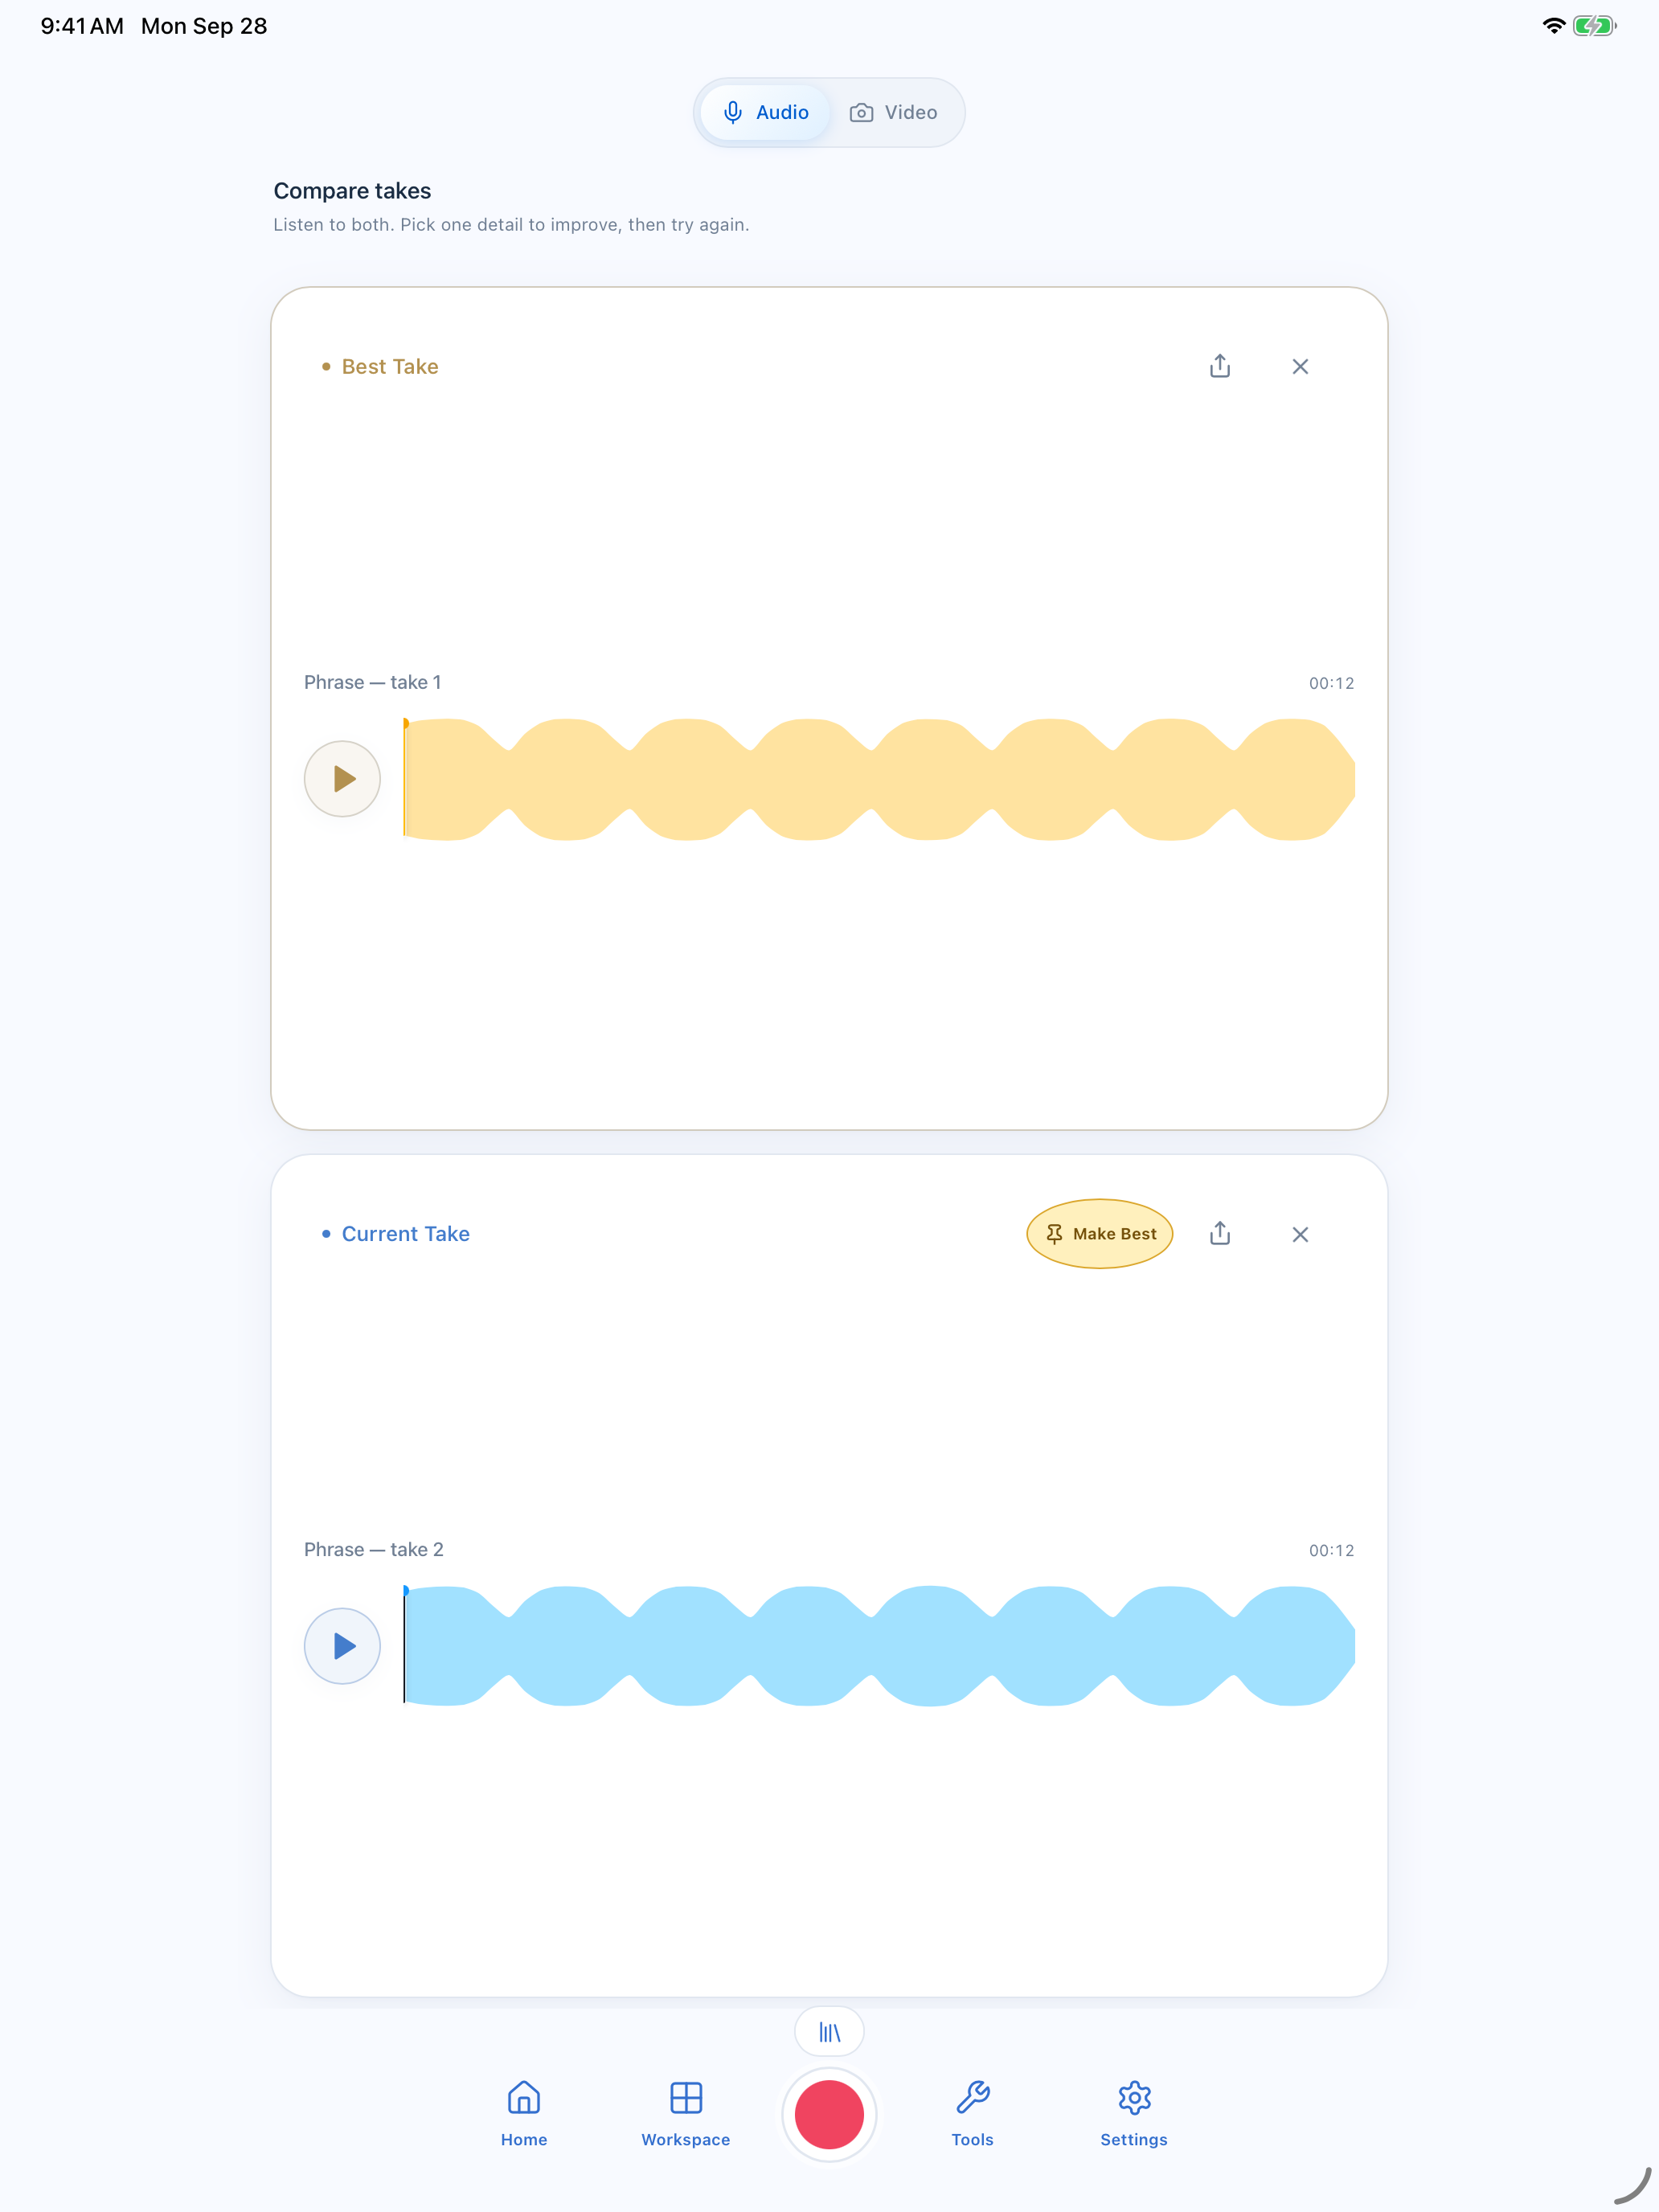 9:41 AM Mon Sep 28
Audio
Video
Compare takes
Listen to both. Pick one detail to improve, then try again.
Best Take
Phrase — take 1
00:12
Current Take
Make Best
Phrase — take 2
00:12
Home
Workspace
Tools
Settings